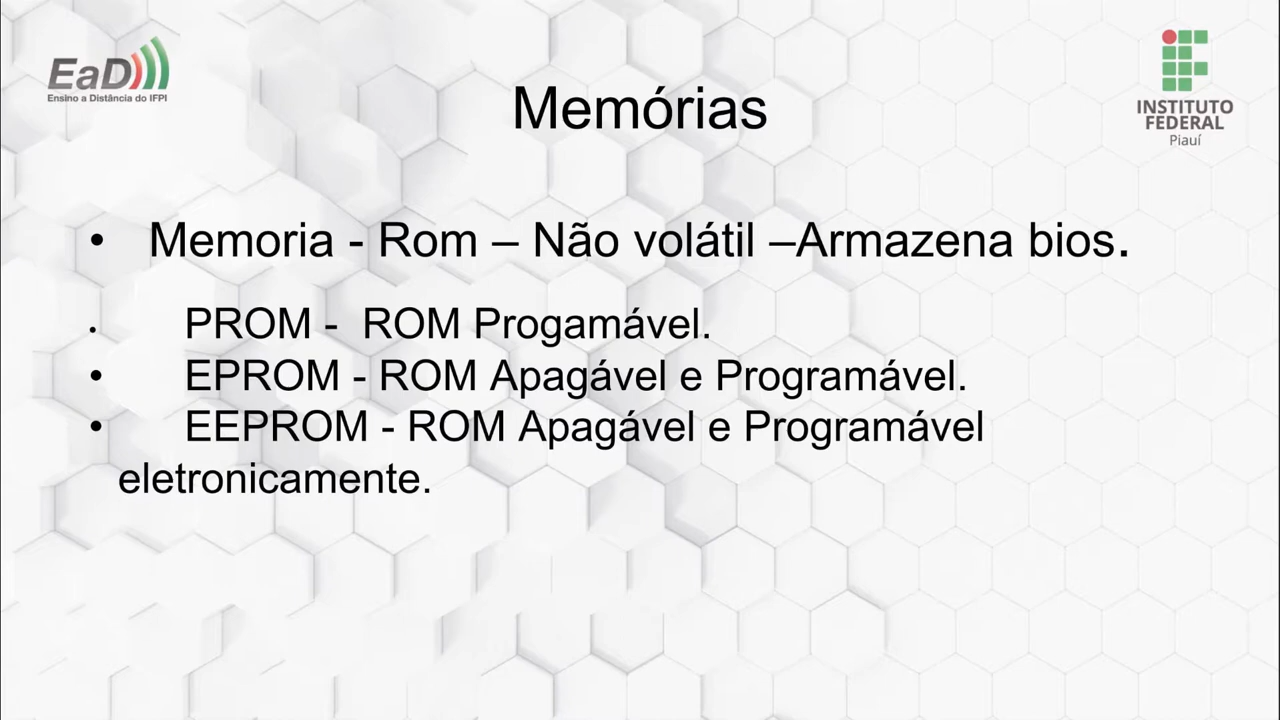 EaD
Ensino a Distância do IFPI
INSTITUTO
FEDERAL
Piauí
Memórias
• Memoria - Rom – Não volátil –Armazena bios.
• PROM - ROM Progamável.
• EPROM - ROM Apagável e Programável.
• EEPROM - ROM Apagável e Programável
eletronicamente.